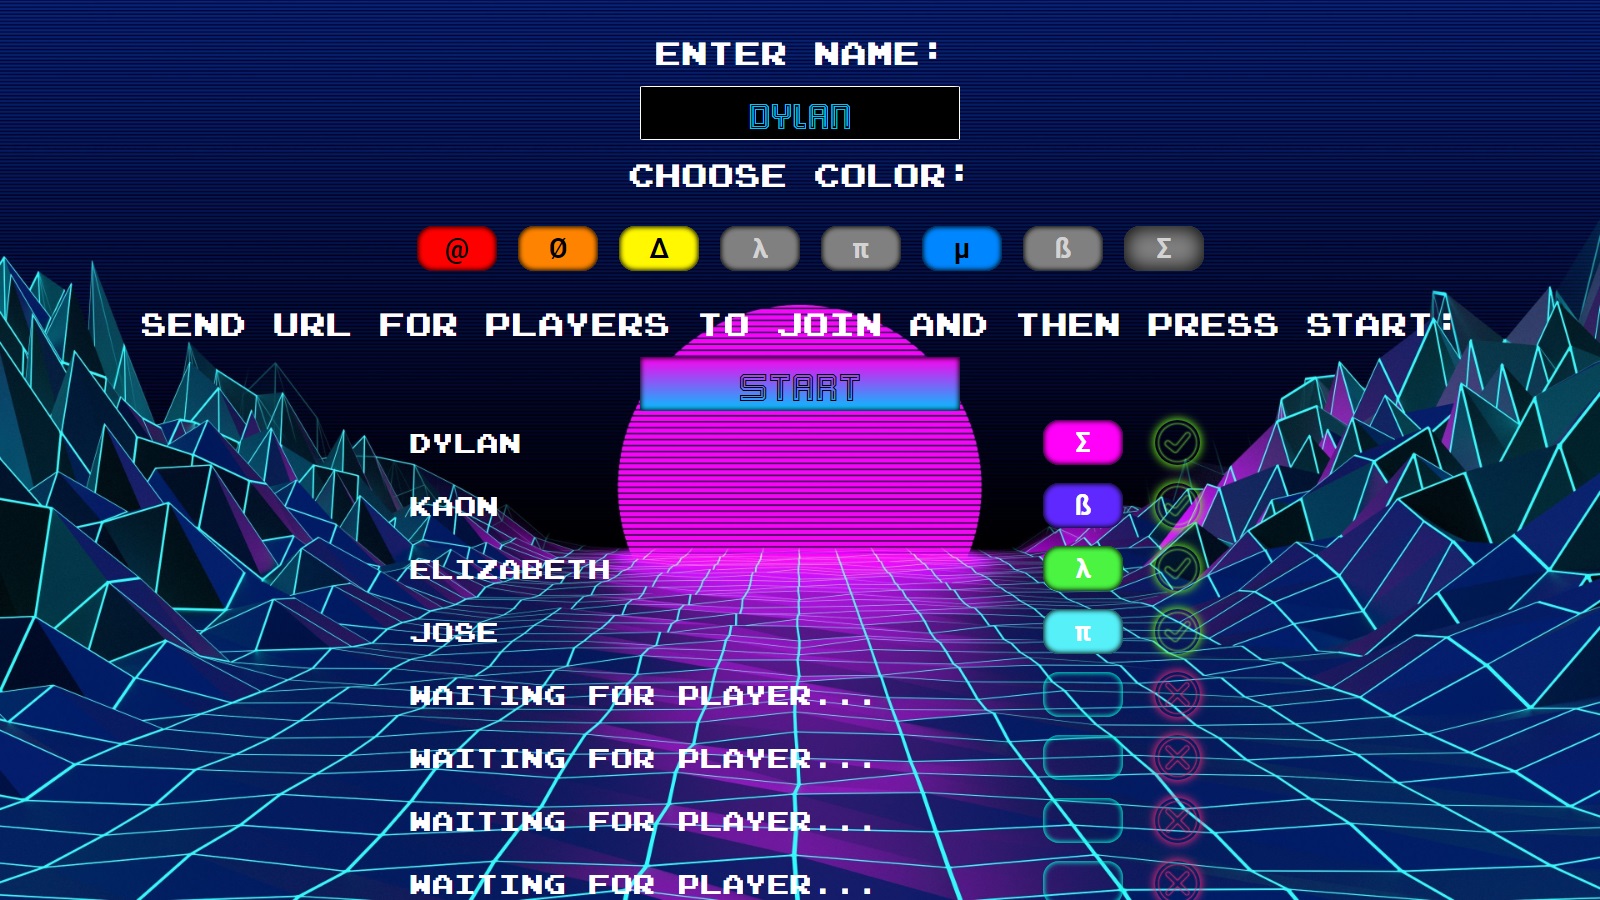 ENTER NAME:
DYLAN
CHOOSE COLOR:
@ Ø Δ λ π µ ß Σ
SEND URL FOR PLAYERS TO JOIN AND THEN PRESS START:
START
DYLAN Σ
KAON ß
ELIZABETH λ
JOSE π
WAITING FOR PLAYER...
WAITING FOR PLAYER...
WAITING FOR PLAYER...
WAITING FOR PLAYER...